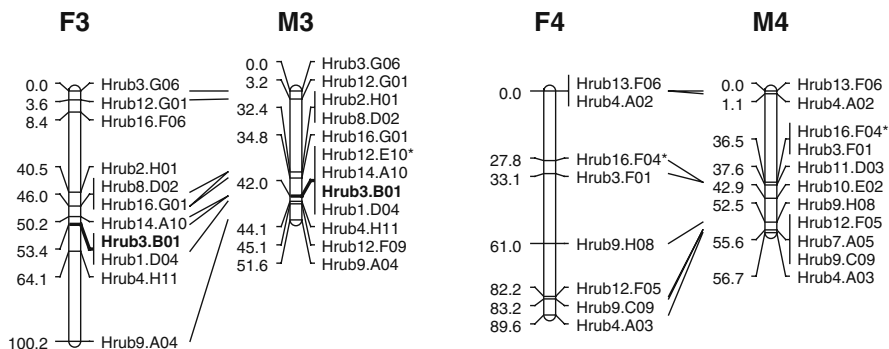 F3
0.0 Hrub3.G06
3.6 Hrub12.G01
8.4 Hrub16.F06
40.5 Hrub2.H01
46.0 Hrub8.D02
Hrub16.G01
50.2 Hrub14.A10
53.4 Hrub3.B01
Hrub1.D04
64.1 Hrub4.H11
100.2 Hrub9.A04
M3
0.0 Hrub3.G06
3.2 Hrub12.G01
32.4 Hrub2.H01
Hrub8.D02
34.8 Hrub16.G01
42.0 Hrub12.E10*
Hrub14.A10
Hrub3.B01
Hrub1.D04
44.1 Hrub4.H11
45.1 Hrub12.F09
51.6 Hrub9.A04
F4
0.0 Hrub13.F06
Hrub4.A02
27.8 Hrub16.F04*
33.1 Hrub3.F01
61.0 Hrub9.H08
82.2 Hrub12.F05
83.2 Hrub9.C09
89.6 Hrub4.A03
M4
0.0 Hrub13.F06
1.1 Hrub4.A02
36.5 Hrub16.F04*
Hrub3.F01
37.6 Hrub11.D03
42.9 Hrub10.E02
52.5 Hrub9.H08
55.6 Hrub12.F05
Hrub7.A05
Hrub9.C09
56.7 Hrub4.A03